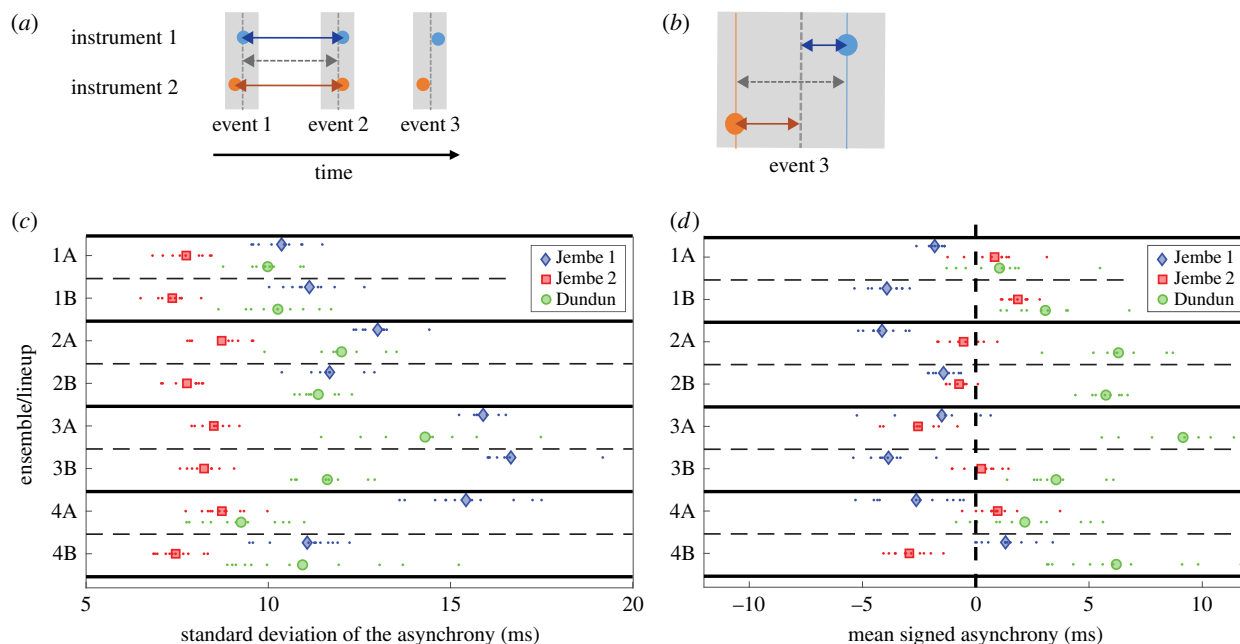 (a)
instrument 1
instrument 2
event 1 event 2 event 3
time
(b)
event 3
(c)
ensemble/lineup
1A
1B
2A
2B
3A
3B
4A
4B
Jembe 1
Jembe 2
Dundun
5 10 15 20
standard deviation of the asynchrony (ms)
(d)
1A
1B
2A
2B
3A
3B
4A
4B
Jembe 1
Jembe 2
Dundun
−10 −5 0 5 10
mean signed asynchrony (ms)